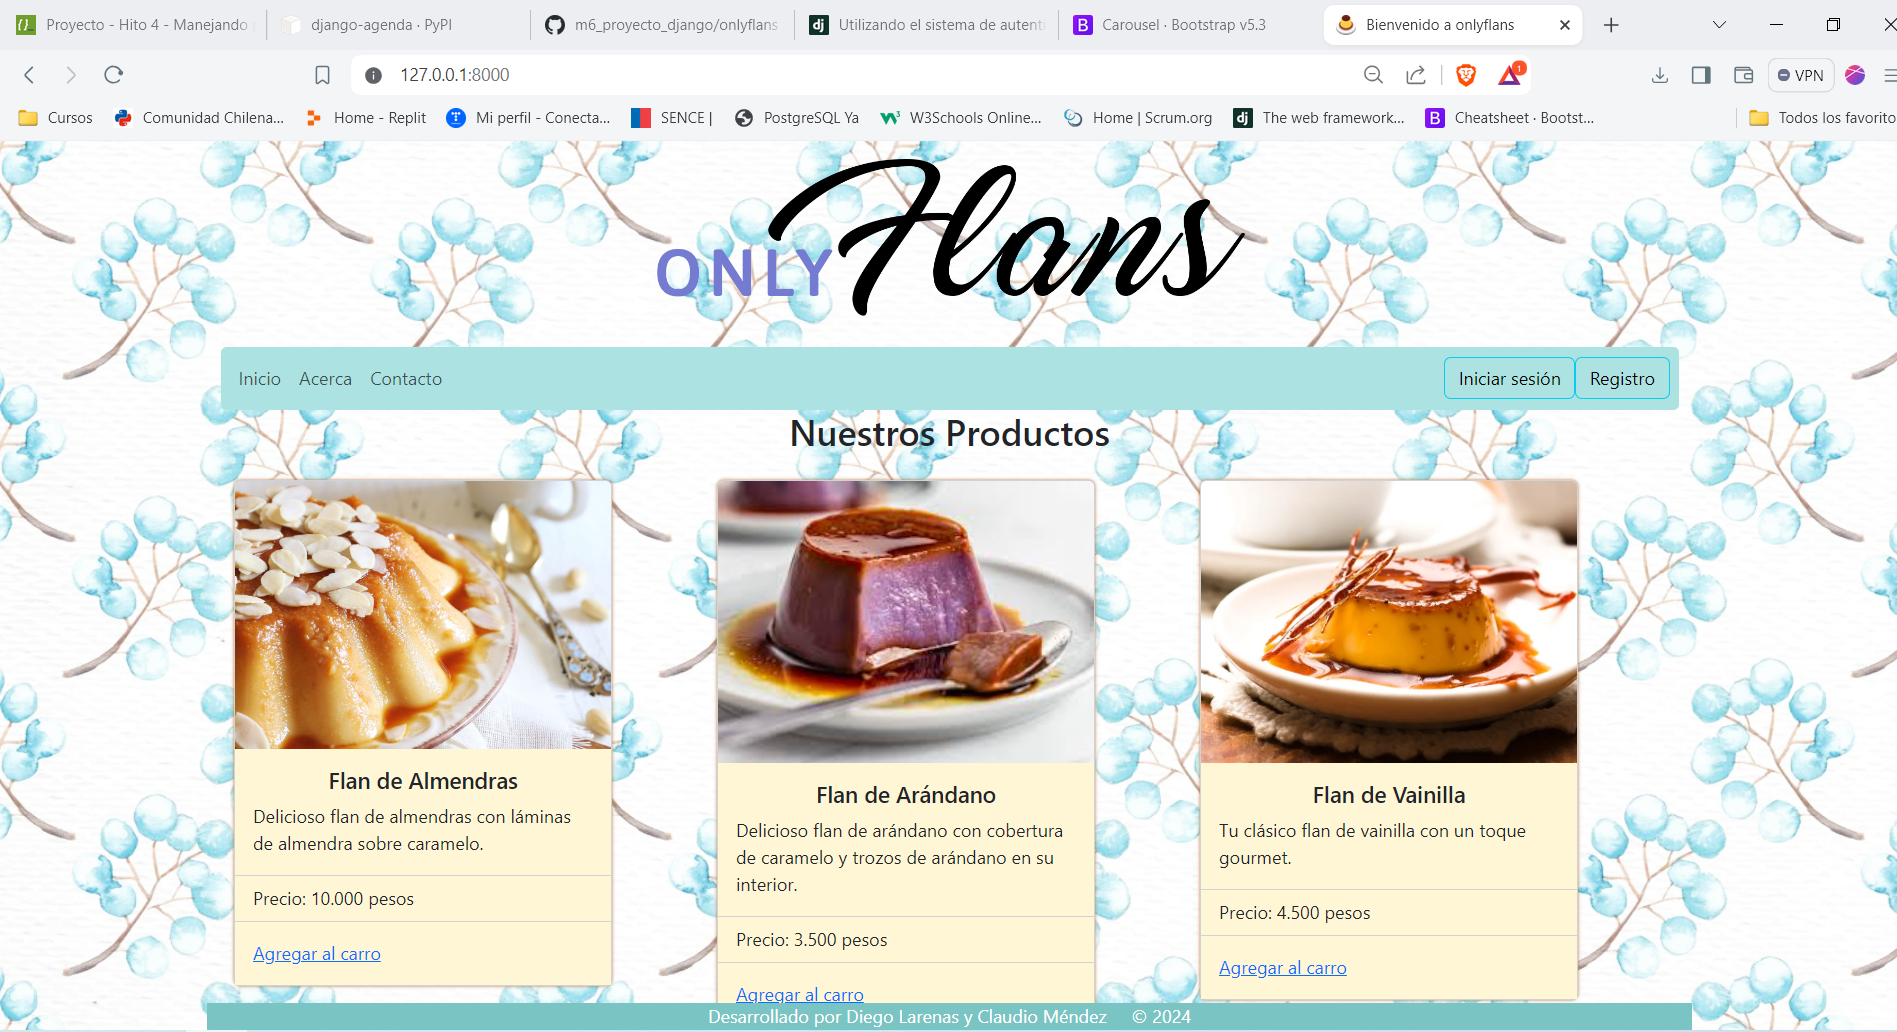 Proyecto - Hito 4 - Manejando
django-agenda · PyPI
m6_proyecto_django/onlyflans
Utilizando el sistema de autent
Carousel · Bootstrap v5.3
Bienvenido a onlyflans
127.0.0.1:8000
1
VPN
Cursos
Comunidad Chilena...
Home - Replit
Mi perfil - Conecta...
SENCE |
PostgreSQL Ya
W3Schools Online...
Home | Scrum.org
The web framework...
Cheatsheet · Bootst...
Todos los favorito
ONLY Flans
Inicio
Acerca
Contacto
Iniciar sesión
Registro
Nuestros Productos
Flan de Almendras
Delicioso flan de almendras con láminas
de almendra sobre caramelo.
Precio: 10.000 pesos
Agregar al carro
Flan de Arándano
Delicioso flan de arándano con cobertura
de caramelo y trozos de arándano en su
interior.
Precio: 3.500 pesos
Agregar al carro
Flan de Vainilla
Tu clásico flan de vainilla con un toque
gourmet.
Precio: 4.500 pesos
Agregar al carro
Desarrollado por Diego Larenas y Claudio Méndez © 2024